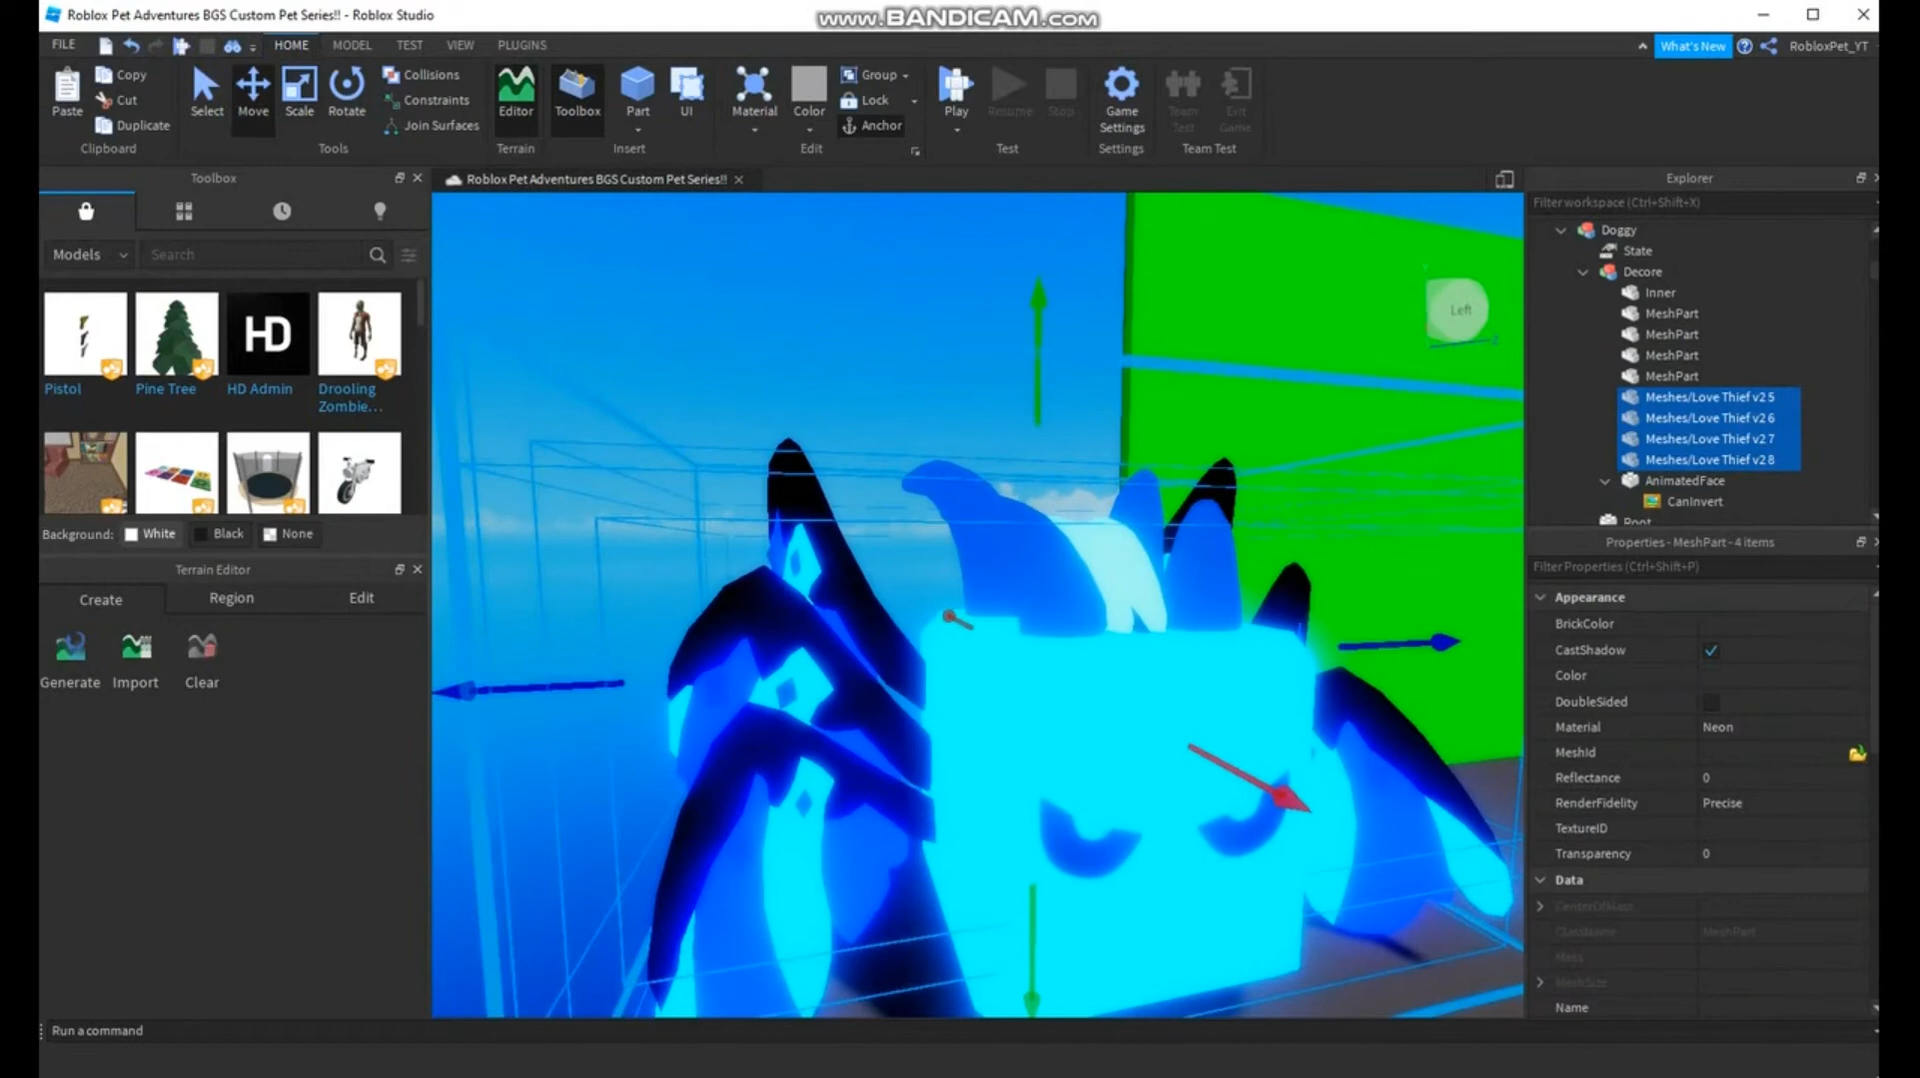 Roblox Pet Adventures BGS Custom Pet Series!! - Roblox Studio
www.BANDICAM.com
FILE HOME MODEL TEST VIEW PLUGINS
What's New
RobloxPet_YT
Paste
Copy
Cut
Duplicate
Clipboard
Select Move Scale Rotate
Collisions
Constraints
Join Surfaces
Tools
Editor
Terrain
Toolbox
Part
UI
Insert
Material
Color
Group
Lock
Anchor
Edit
Play
Resume
Stop
Test
Game Settings
Settings
Team Test
Exit Game
Team Test
Toolbox
Models
Search
Pistol
Pine Tree
HD
HD Admin
Drooling Zombie...
Background: White Black None
Terrain Editor
Create Region Edit
Generate Import Clear
Roblox Pet Adventures BGS Custom Pet Series!!
Left
Explorer
Filter workspace (Ctrl+Shift+X)
Doggy
State
Decore
Inner
MeshPart
MeshPart
MeshPart
MeshPart
Meshes/Love Thief v2 5
Meshes/Love Thief v2 6
Meshes/Love Thief v2 7
Meshes/Love Thief v2 8
AnimatedFace
CanInvert
Root
Properties - MeshPart - 4 items
Filter Properties (Ctrl+Shift+P)
Appearance
BrickColor
CastShadow
Color
DoubleSided
Material Neon
MeshId
Reflectance 0
RenderFidelity Precise
TextureID
Transparency 0
Data
CenterOfMass
ClassName MeshPart
Mass
MeshSize
Name
Run a command